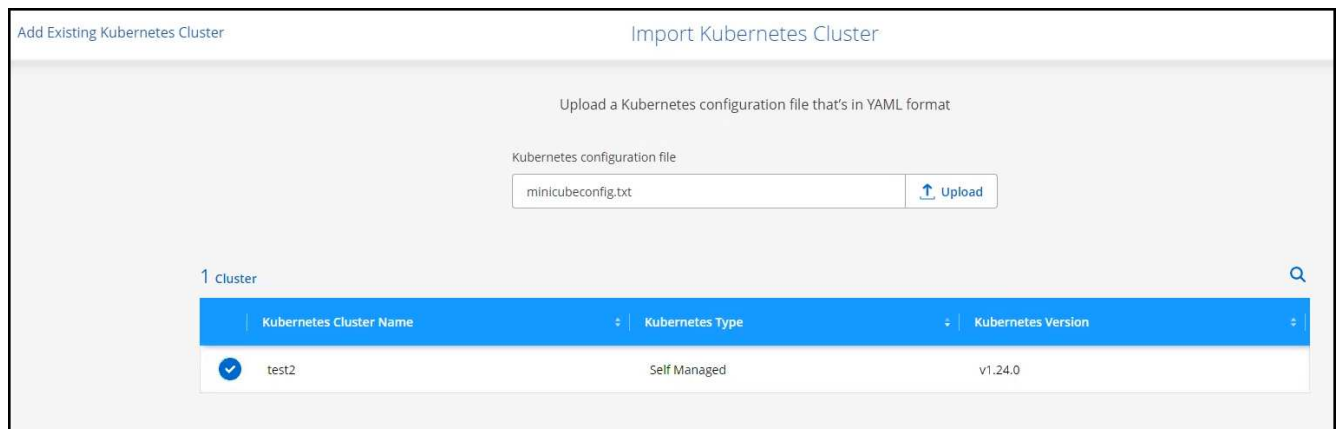 Add Existing Kubernetes Cluster
Import Kubernetes Cluster
Upload a Kubernetes configuration file that's in YAML format
Kubernetes configuration file
minicubeconfig.txt
Upload
1 Cluster
Kubernetes Cluster Name
Kubernetes Type
Kubernetes Version
test2
Self Managed
v1.24.0